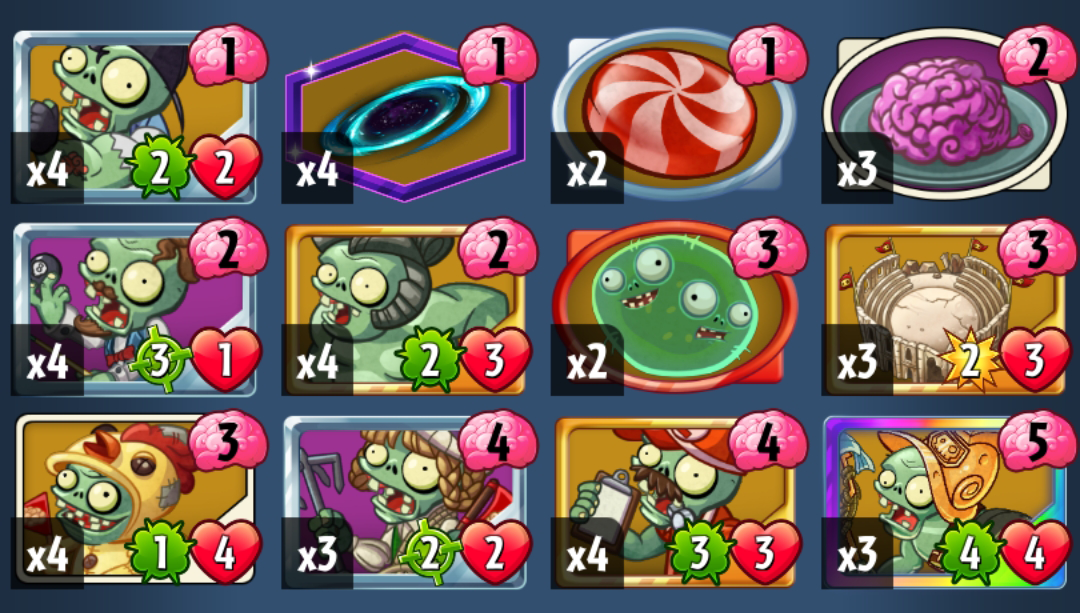 1 1 1 2
x4 2 2 x4 x2 x3
2 2 3 3
8
x4 3 1 x4 2 3 x2 x3 2 3
3 4 4 5
x4 1 4 x3 2 2 x4 3 3 x3 4 4